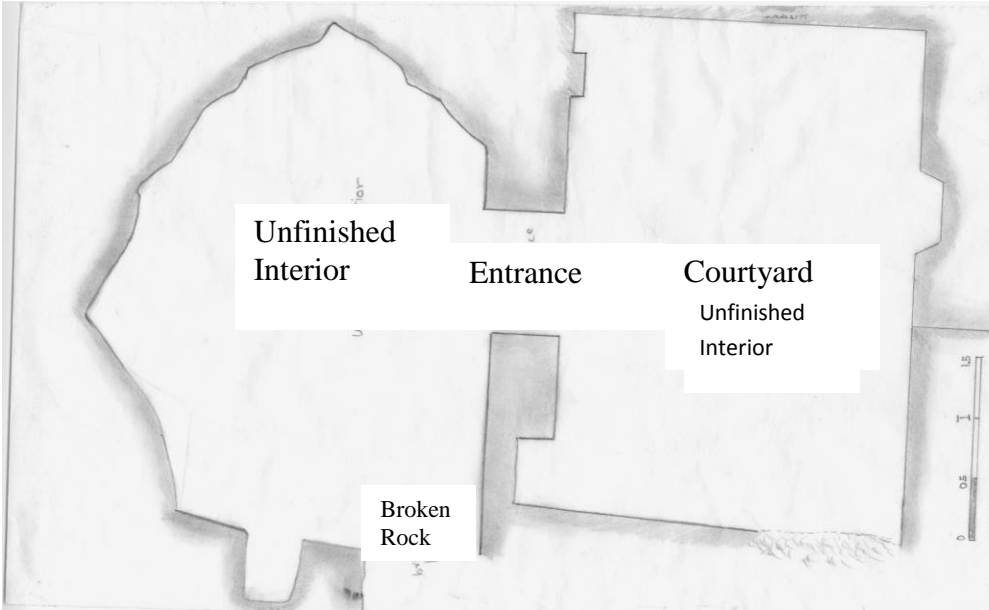 Unfinished
Interior
Entrance
Courtyard
Unfinished
Interior
Broken
Rock
0
0.5
1
1.5